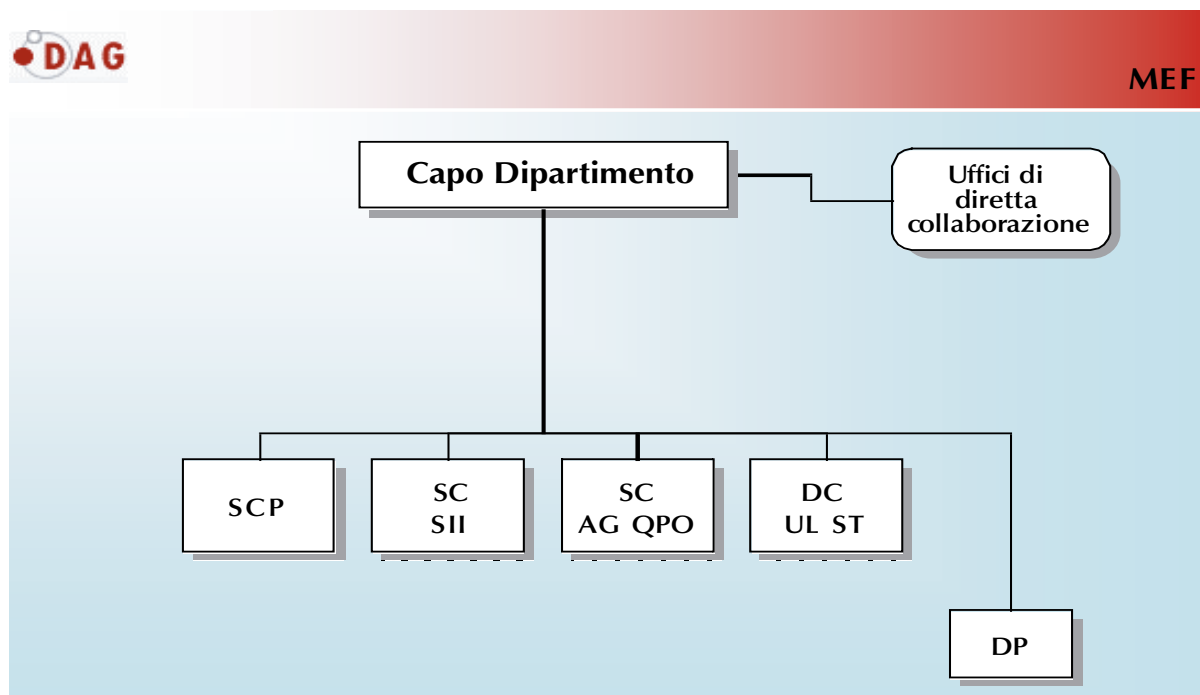 DAG
MEF
Capo Dipartimento
Uffici di
diretta
collaborazione
SCP
SC
SII
SC
AG QPO
DC
UL ST
DP